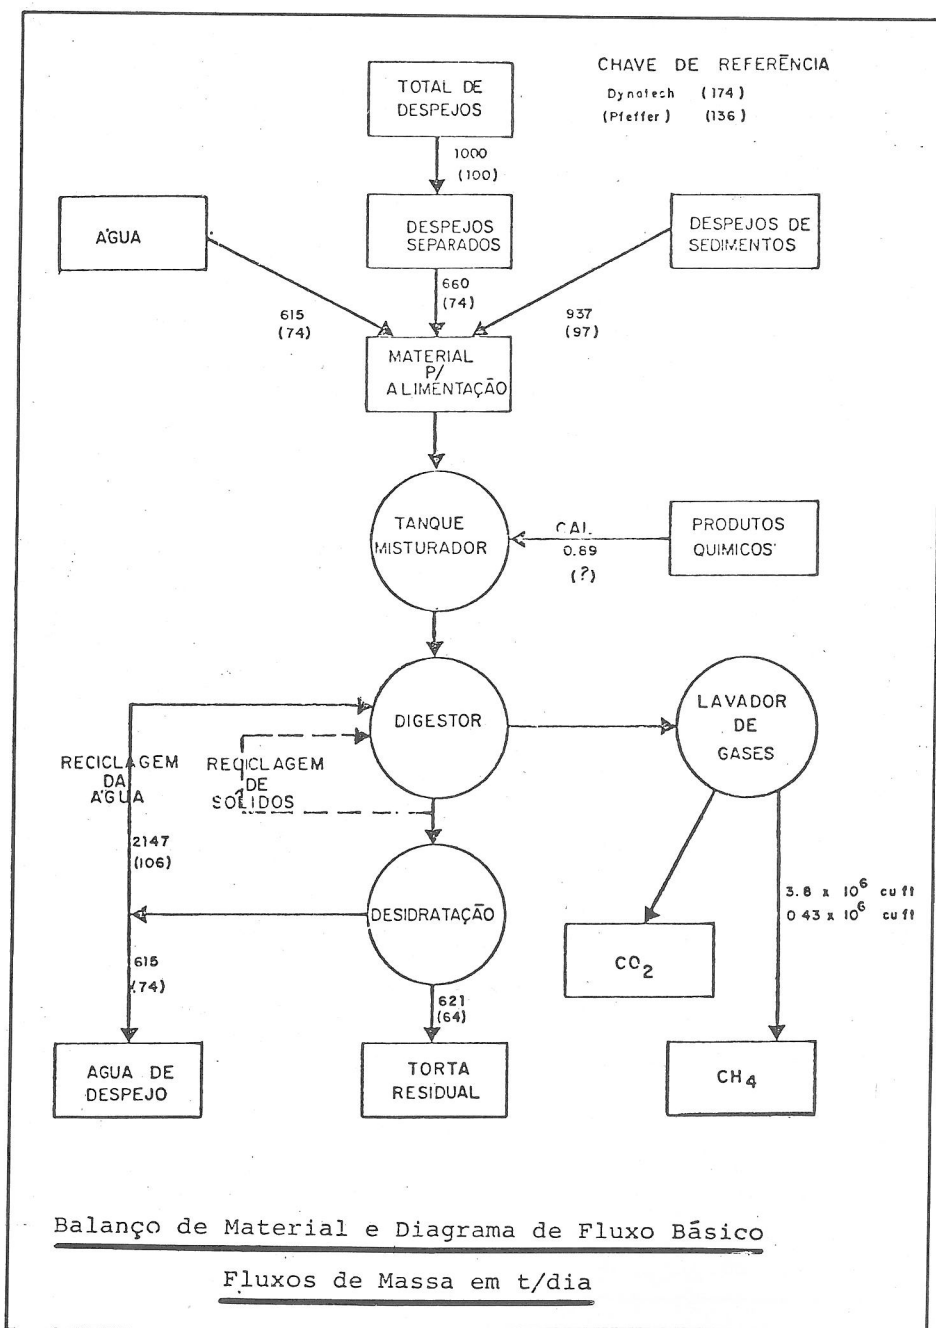 CHAVE DE REFERÊNCIA
Dynatech (174)
(Pfeffer) (136)
TOTAL DE
DESPEJOS
1000
(100)
ÁGUA
DESPEJOS
SEPARADOS
DESPEJOS DE
SEDIMENTOS
615
(74)
660
(74)
937
(97)
MATERIAL
P/
ALIMENTAÇÃO
TANQUE
MISTURADOR
CAL
0.69
(?)
PRODUTOS
QUIMICOS
DIGESTOR
LAVADOR
DE
GASES
RECICLAGEM
DA
ÁGUA
RECICLAGEM
DE
SOLIDOS
2147
(106)
DESIDRATAÇÃO
3.8 x 10⁶ cu ft
0.43 x 10⁶ cu ft
CO₂
615
(74)
621
(64)
AGUA DE
DESPEJO
TORTA
RESIDUAL
CH₄
Balanço de Material e Diagrama de Fluxo Básico
Fluxos de Massa em t/dia